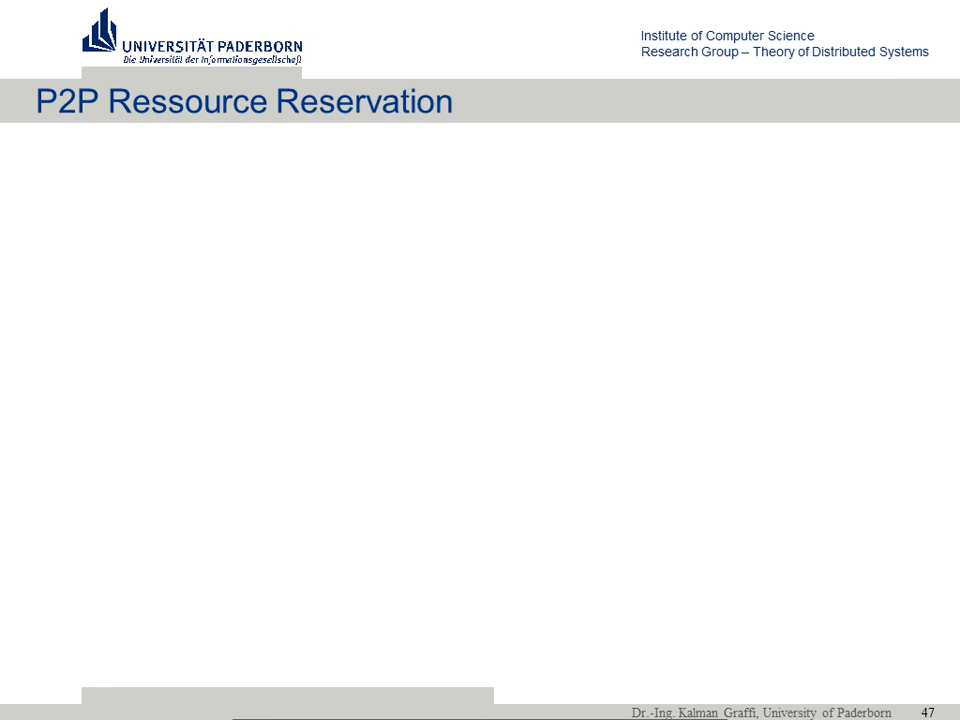 UNIVERSITÄT PADERBORN
Die Universität der Informationsgesellschaft
Institute of Computer Science
Research Group – Theory of Distributed Systems
P2P Ressource Reservation
Dr.-Ing. Kalman Graffi, University of Paderborn 47